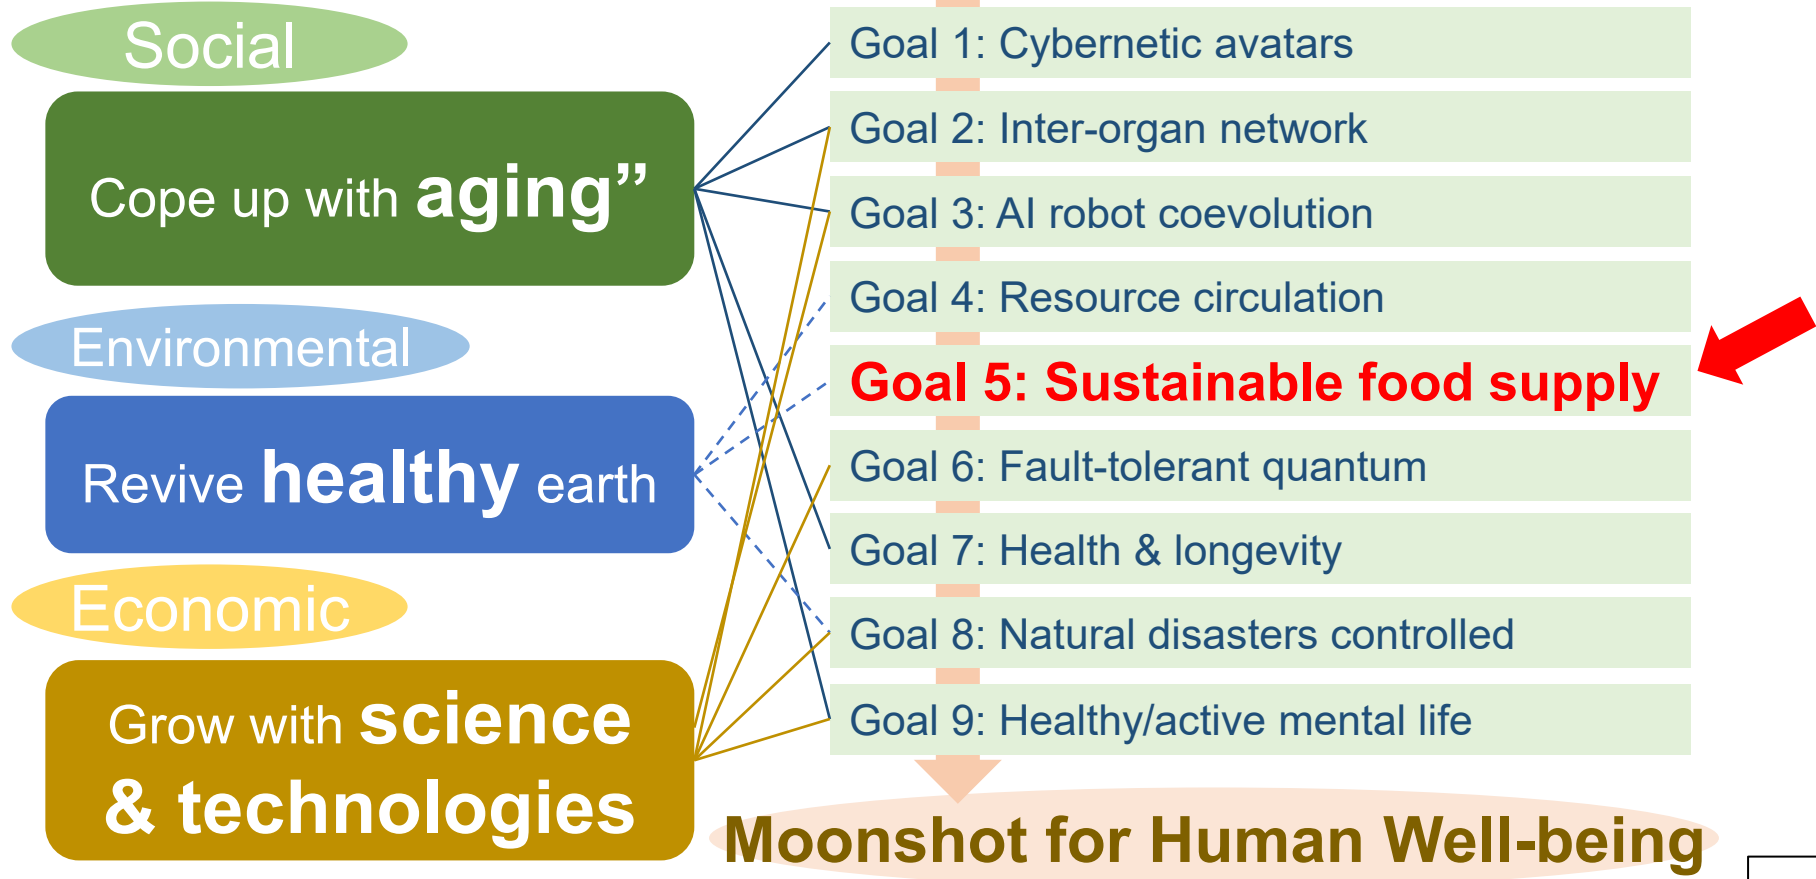 Social
Cope up with aging”
Environmental
Revive healthy earth
Economic
Grow with science
& technologies
Goal 1: Cybernetic avatars
Goal 2: Inter-organ network
Goal 3: AI robot coevolution
Goal 4: Resource circulation
Goal 5: Sustainable food supply
Goal 6: Fault-tolerant quantum
Goal 7: Health & longevity
Goal 8: Natural disasters controlled
Goal 9: Healthy/active mental life
Moonshot for Human Well-being